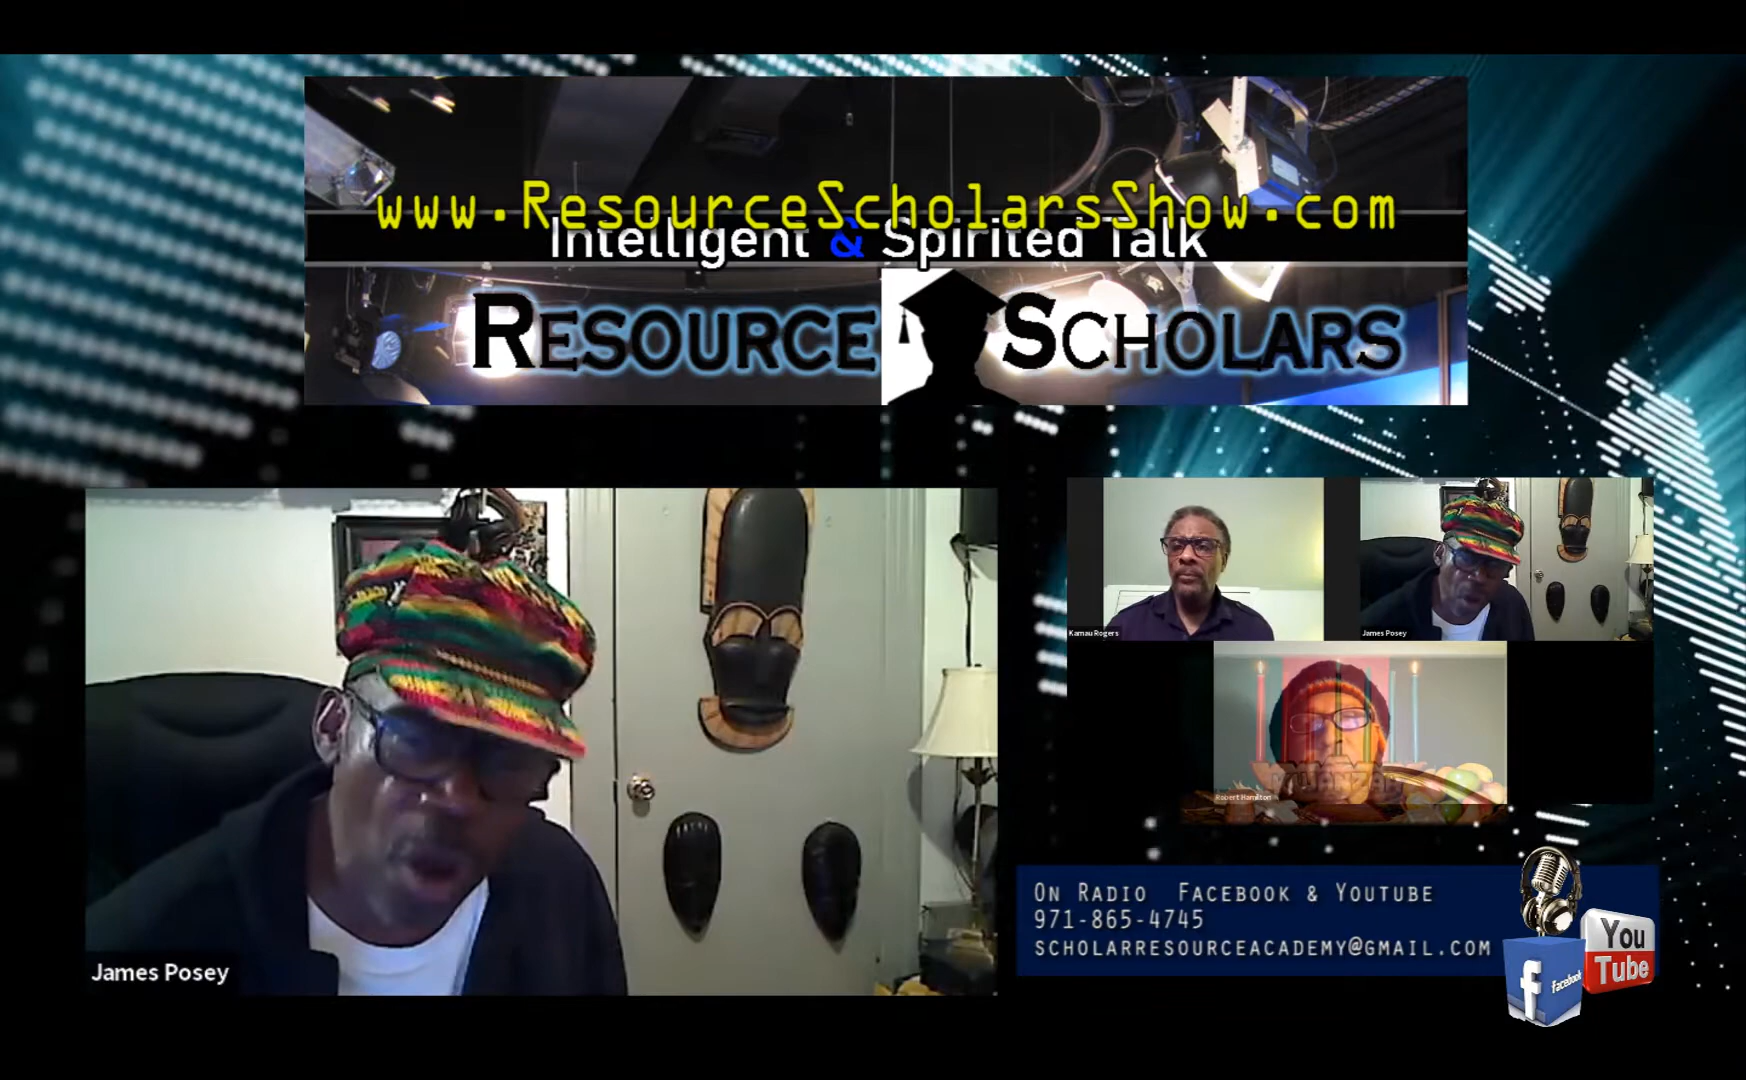 www.ResourceScholarsShow.com
Intelligent & Spirited Talk
RESOURCE SCHOLARS
Kamau Rogers
James Posey
KWANZAA
Robert Hamilton
James Posey
ON RADIO FACEBOOK & YOUTUBE
971-865-4745
SCHOLARRESOURCEACADEMY@GMAIL.COM
You
Tube
f
facebook